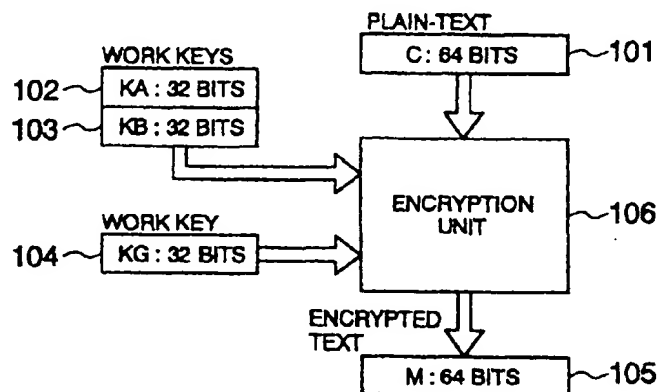 PLAIN-TEXT
C : 64 BITS
101
WORK KEYS
102
KA : 32 BITS
103
KB : 32 BITS
ENCRYPTION
UNIT
106
WORK KEY
104
KG : 32 BITS
ENCRYPTED
TEXT
M : 64 BITS
105